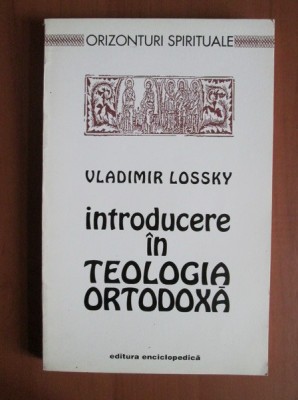 ORIZONTURI SPIRITUALE
VLADIMIR LOSSKY
introducere
în
TEOLOGIA
ORTODOXĂ
editura enciclopedică